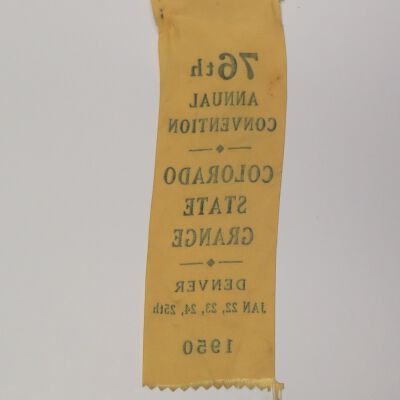 76th
ANNUAL
CONVENTION
COLORADO
STATE
GRANGE
DENVER
JAN 22, 23, 24, 25th
1950